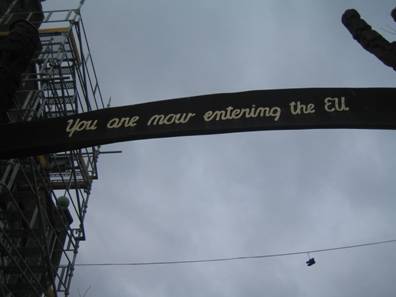 You are now entering the EU